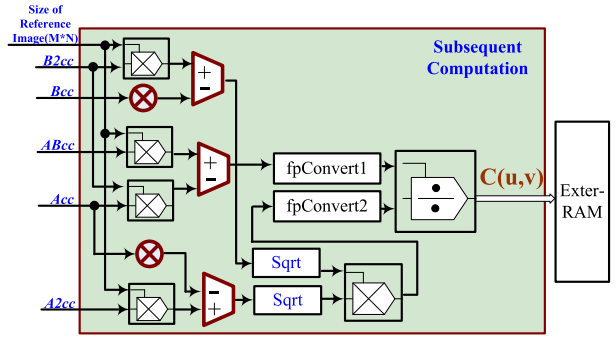 Size of
Reference
Image(M*N)
B2cc
Bcc
ABcc
Acc
A2cc
Subsequent
Computation
+
−
+
−
−
+
fpConvert1
fpConvert2
Sqrt
Sqrt
÷
C(u,v)
Exter-
RAM